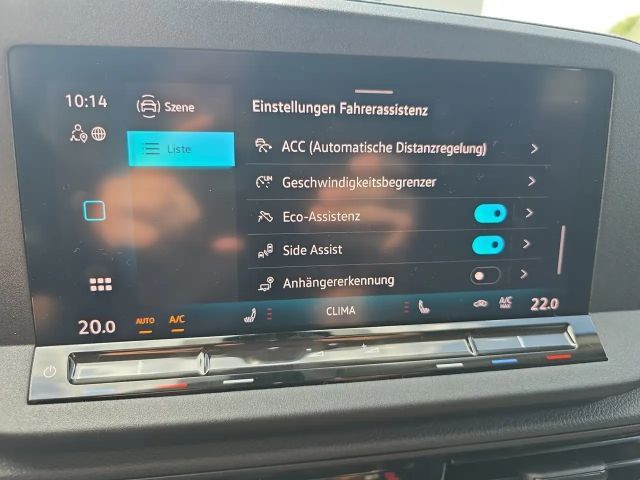 10:14
Szene
Liste
Einstellungen Fahrerassistenz
ACC (Automatische Distanzregelung)
Geschwindigkeitsbegrenzer
Eco-Assistenz
Side Assist
Anhängererkennung
20.0
AUTO
A/C
CLIMA
A/C
MAX
22.0